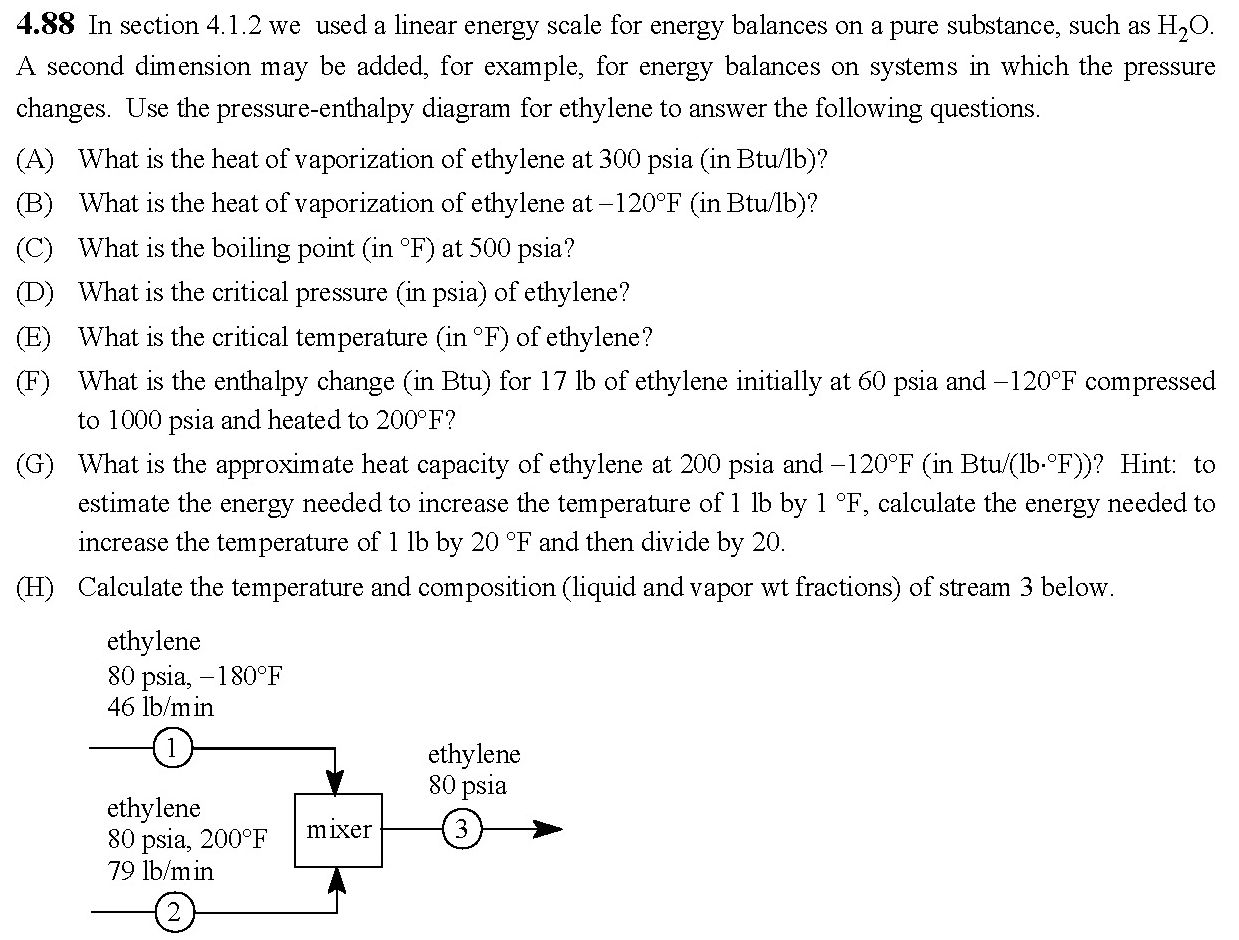 4.88 In section 4.1.2 we used a linear energy scale for energy balances on a pure substance, such as H₂O.
A second dimension may be added, for example, for energy balances on systems in which the pressure
changes. Use the pressure-enthalpy diagram for ethylene to answer the following questions.
(A) What is the heat of vaporization of ethylene at 300 psia (in Btu/lb)?
(B) What is the heat of vaporization of ethylene at –120°F (in Btu/lb)?
(C) What is the boiling point (in °F) at 500 psia?
(D) What is the critical pressure (in psia) of ethylene?
(E) What is the critical temperature (in °F) of ethylene?
(F) What is the enthalpy change (in Btu) for 17 lb of ethylene initially at 60 psia and –120°F compressed
to 1000 psia and heated to 200°F?
(G) What is the approximate heat capacity of ethylene at 200 psia and –120°F (in Btu/(lb·°F))? Hint: to
estimate the energy needed to increase the temperature of 1 lb by 1 °F, calculate the energy needed to
increase the temperature of 1 lb by 20 °F and then divide by 20.
(H) Calculate the temperature and composition (liquid and vapor wt fractions) of stream 3 below.
ethylene
80 psia, –180°F
46 lb/min
1
ethylene
80 psia
3
ethylene
80 psia, 200°F
79 lb/min
mixer
2